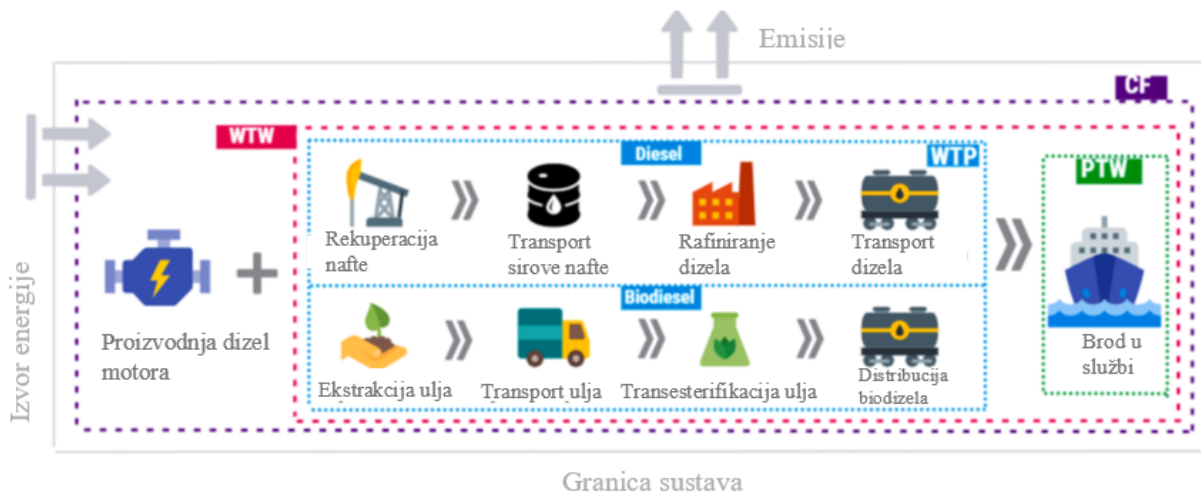 Emisije
CF
WTW
Diesel
WTP
PTW
Rekuperacija
nafte
Transport
sirove nafte
Rafiniranje
dizela
Transport
dizela
Izvor energije
Biodiesel
Proizvodnja dizel
motora
Brod u
službi
Ekstrakcija ulja
Transport ulja
Transesterifikacija ulja
Distribucija
biodizela
Granica sustava